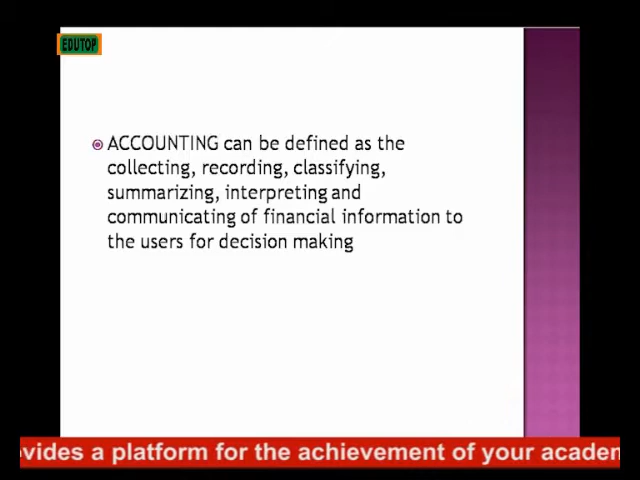 EDUTOP
ACCOUNTING can be defined as the
collecting, recording, classifying,
summarizing, interpreting and
communicating of financial information to
the users for decision making
vides a platform for the achievement of your academ